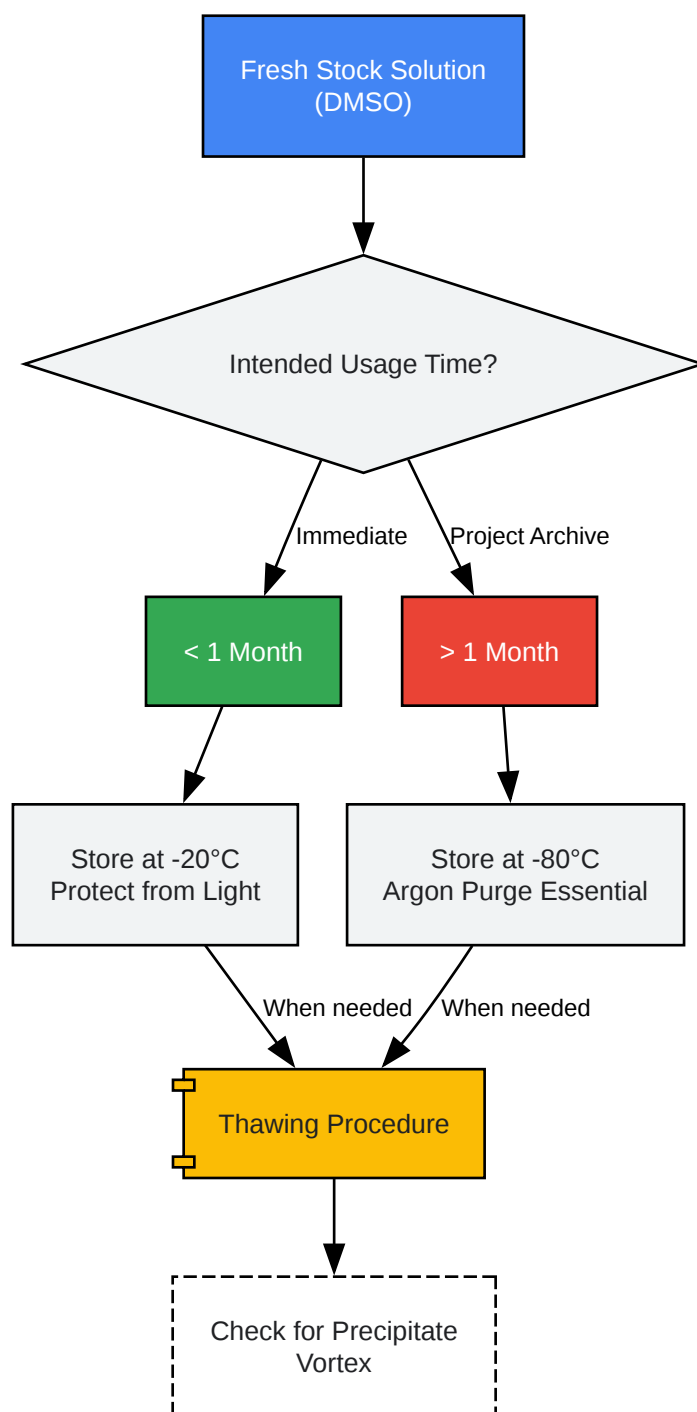 Fresh Stock Solution
(DMSO)
Intended Usage Time?
Immediate
Project Archive
< 1 Month
> 1 Month
Store at -20°C
Protect from Light
Store at -80°C
Argon Purge Essential
When needed
When needed
Thawing Procedure
Check for Precipitate
Vortex